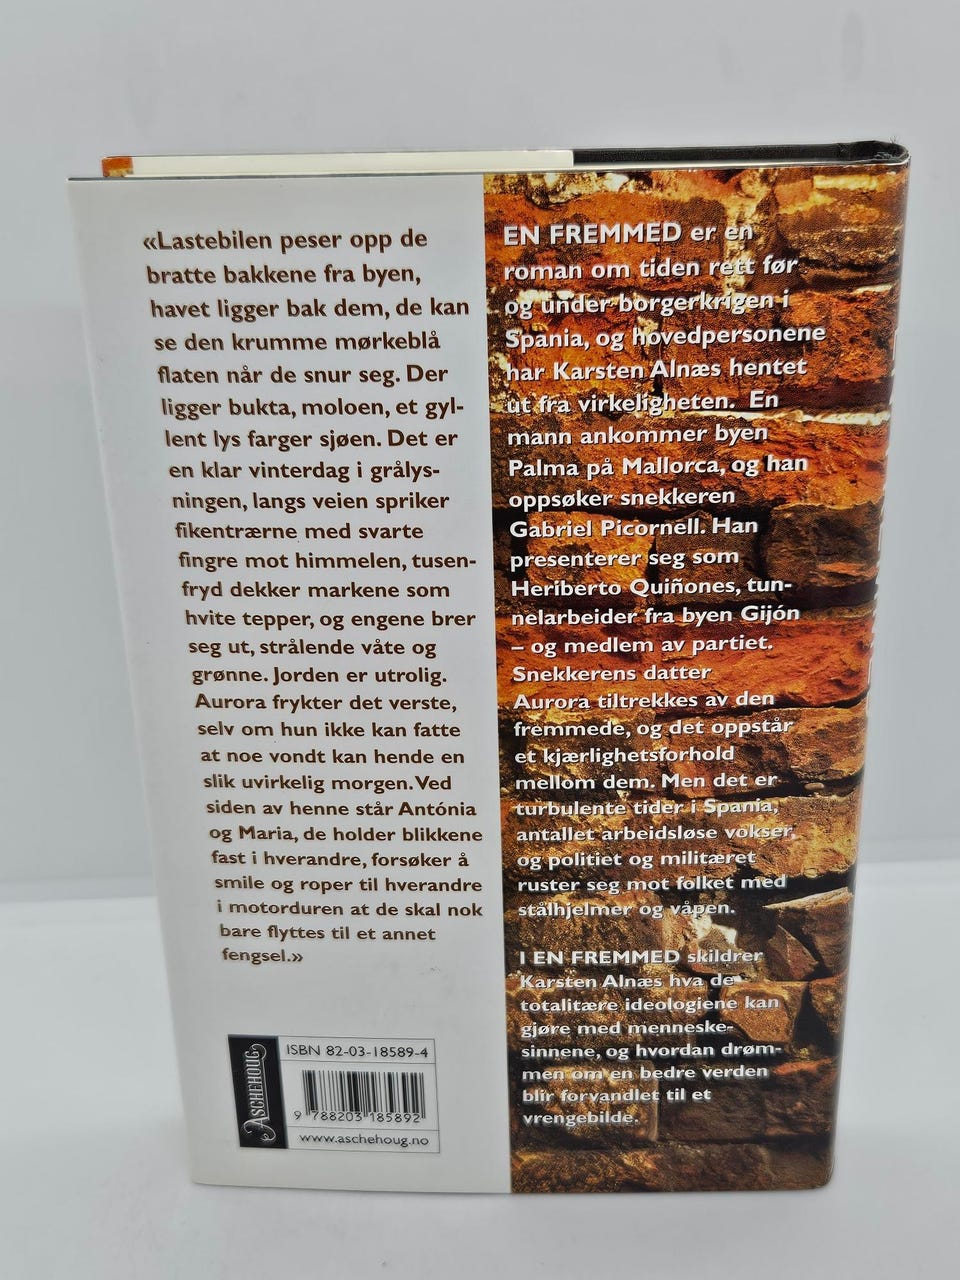 «Lastebilen peser opp de
bratte bakkene fra byen,
havet ligger bak dem, de kan
se den krumme mørkeblå
flaten når de snur seg. Der
ligger bukta, moloen, et gyl-
lent lys farger sjøen. Det er
en klar vinterdag i grålys-
ningen, langs veien spriker
fikentrærne med svarte
fingre mot himmelen, tusen-
fryd dekker markene som
hvite tepper, og engene brer
seg ut, strålende våte og
grønne. Jorden er utrolig.
Aurora frykter det verste,
selv om hun ikke kan fatte
at noe vondt kan hende en
slik uvirkelig morgen. Ved
siden av henne står Antónia
og Maria, de holder blikkene
fast i hverandre, forsøker å
smile og roper til hverandre
i motorduren at de skal nok
bare flyttes til et annet
fengsel.»
EN FREMMED er en
roman om tiden rett før
og under borgerkrigen i
Spania, og hovedpersonene
har Karsten Alnæs hentet
ut fra virkeligheten. En
mann ankommer byen
Palma på Mallorca, og han
oppsøker snekkeren
Gabriel Picornell. Han
presenterer seg som
Heriberto Quiñones, tun-
nelarbeider fra byen Gijón
– og medlem av partiet.
Snekkerens datter
Aurora tiltrekkes av den
fremmede, og det oppstår
et kjærlighetsforhold
mellom dem. Men det er
turbulente tider i Spania,
antallet arbeidsløse vokser,
og politiet og militæret
ruster seg mot folket med
stålhjelmer og våpen.
I EN FREMMED skildrer
Karsten Alnæs hva de
totalitære ideologiene kan
gjøre med menneske-
sinnene, og hvordan drøm-
men om en bedre verden
blir forvandlet til et
vrengebilde.
ASCHEHOUG
ISBN 82-03-18589-4
9 788203 185892
www.aschehoug.no